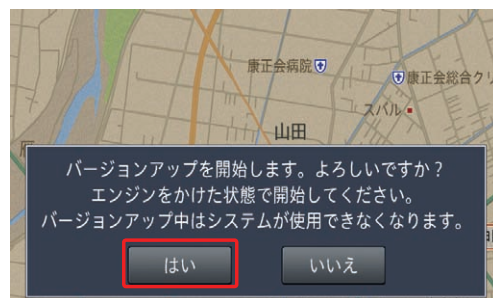 康正会病院
康正会総合クリ
スバル
山田
バージョンアップを開始します。よろしいですか？
エンジンをかけた状態で開始してください。
バージョンアップ中はシステムが使用できなくなります。
はい
いいえ